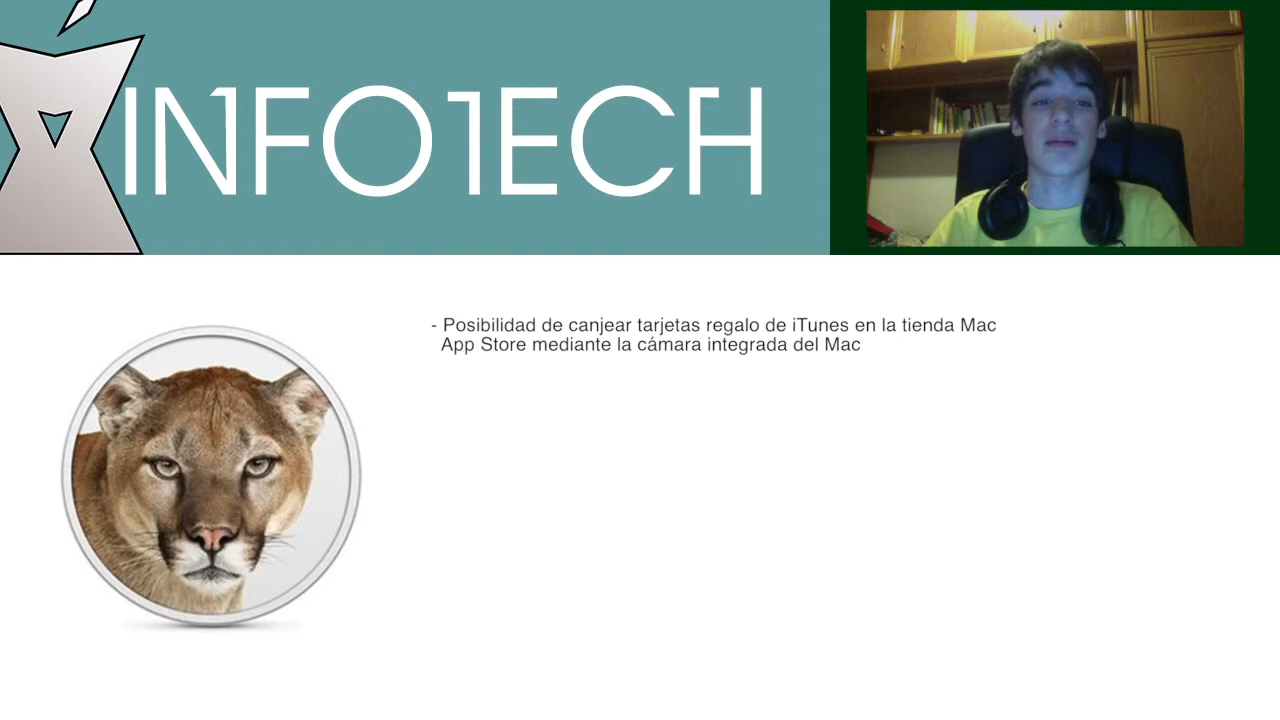 INFOTECH
- Posibilidad de canjear tarjetas regalo de iTunes en la tienda Mac
App Store mediante la cámara integrada del Mac